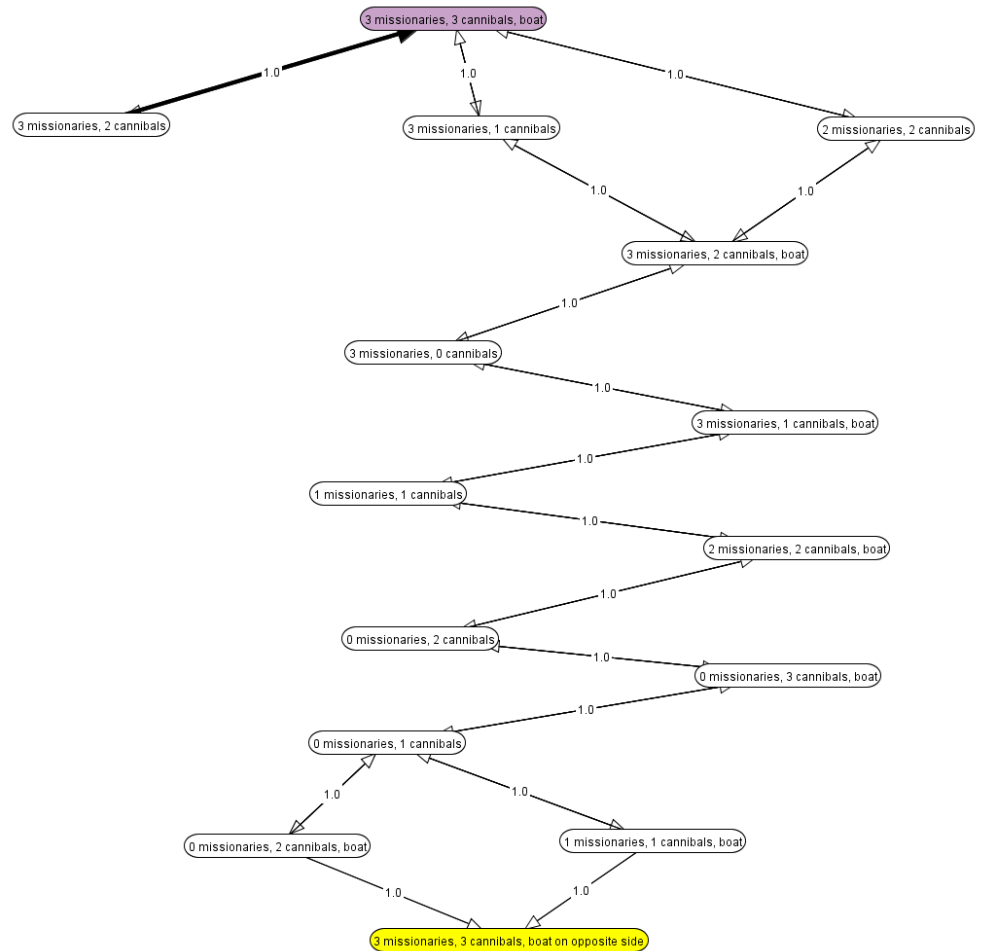 3 missionaries, 3 cannibals, boat
1.0
1.0
1.0
3 missionaries, 2 cannibals
3 missionaries, 1 cannibals
2 missionaries, 2 cannibals
1.0
1.0
3 missionaries, 2 cannibals, boat
1.0
3 missionaries, 0 cannibals
1.0
3 missionaries, 1 cannibals, boat
1.0
1 missionaries, 1 cannibals
1.0
2 missionaries, 2 cannibals, boat
1.0
0 missionaries, 2 cannibals
1.0
0 missionaries, 3 cannibals, boat
1.0
0 missionaries, 1 cannibals
1.0
1.0
0 missionaries, 2 cannibals, boat
1 missionaries, 1 cannibals, boat
1.0
1.0
3 missionaries, 3 cannibals, boat on opposite side